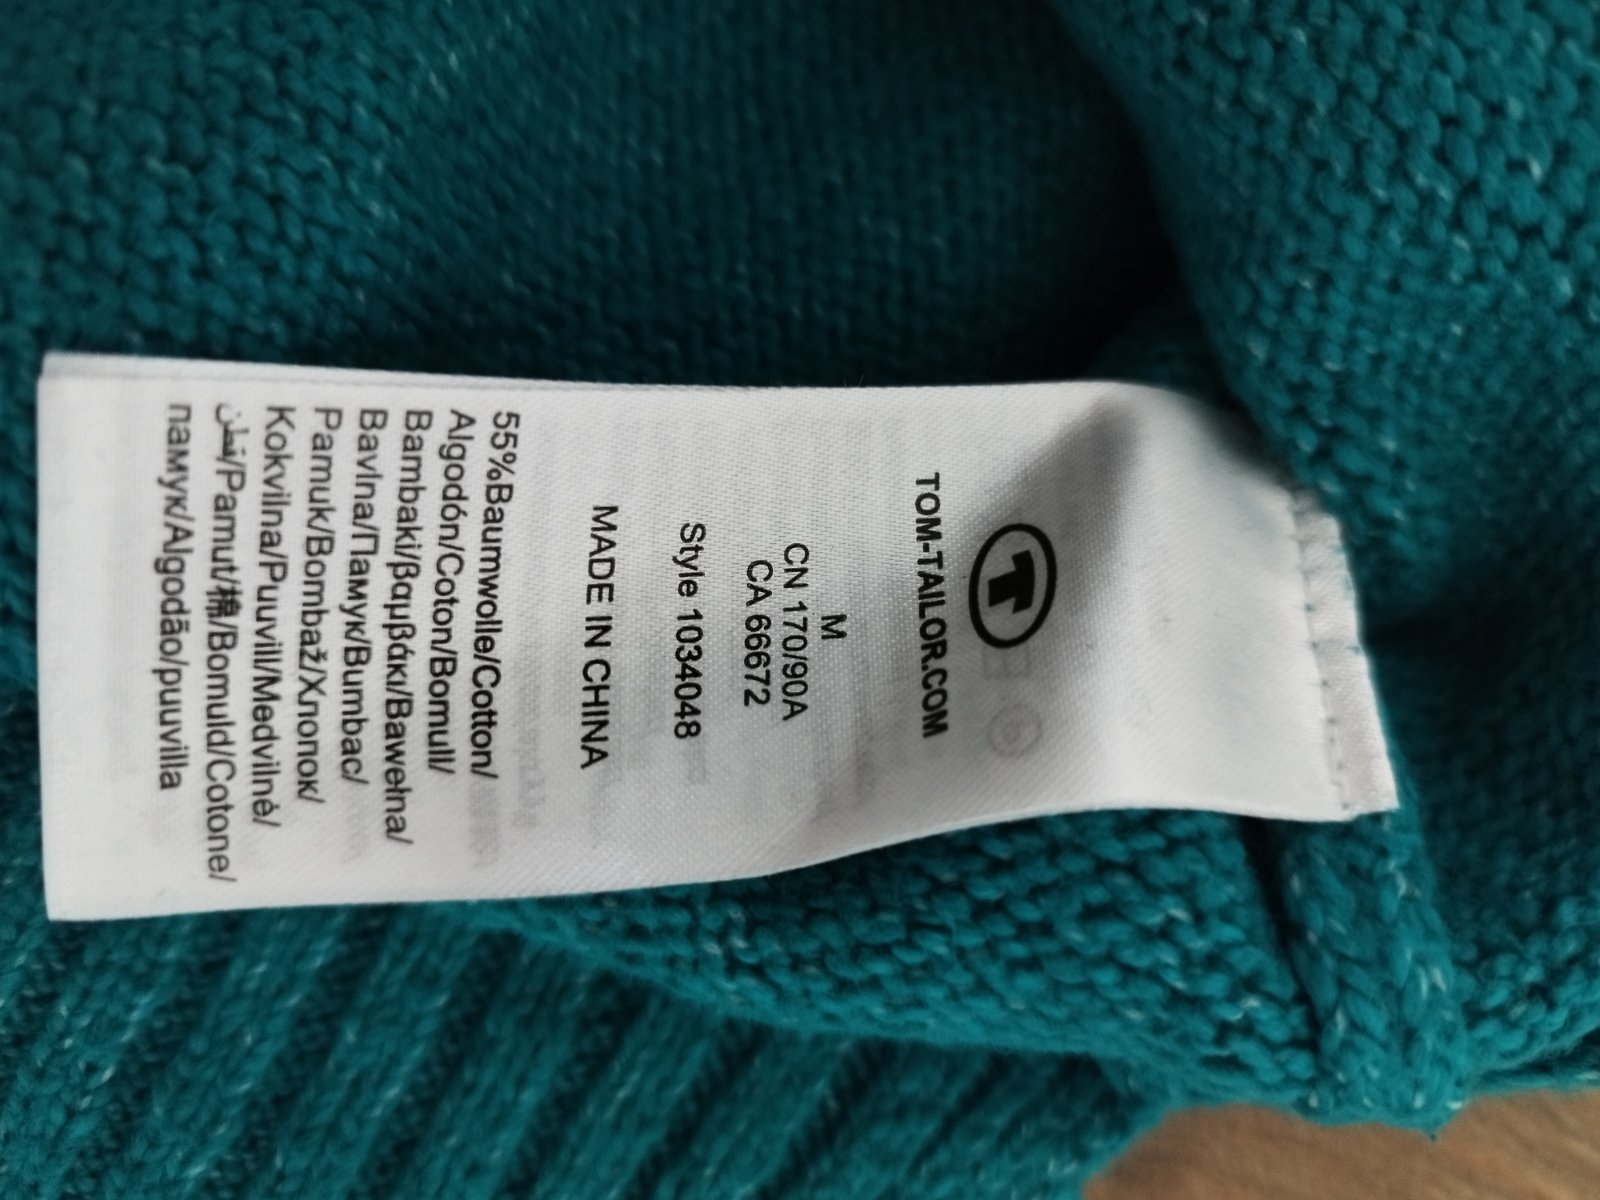 TOM-TAILOR.COM
M
CN 170/90A
CA 66672
Style 1034048
MADE IN CHINA
55%Baumwolle/Cotton/
Algodón/Coton/Bomull/
Bambaki/βαμβάκι/Bawełna/
Bavlna/Памук/Bumbac/
Pamuk/Bombaž/Хлопок/
Kokvilna/Puuvill/Medvilnė/
قطن/Pamut/棉/Bomuld/Cotone/
памук/Algodão/puuvilla